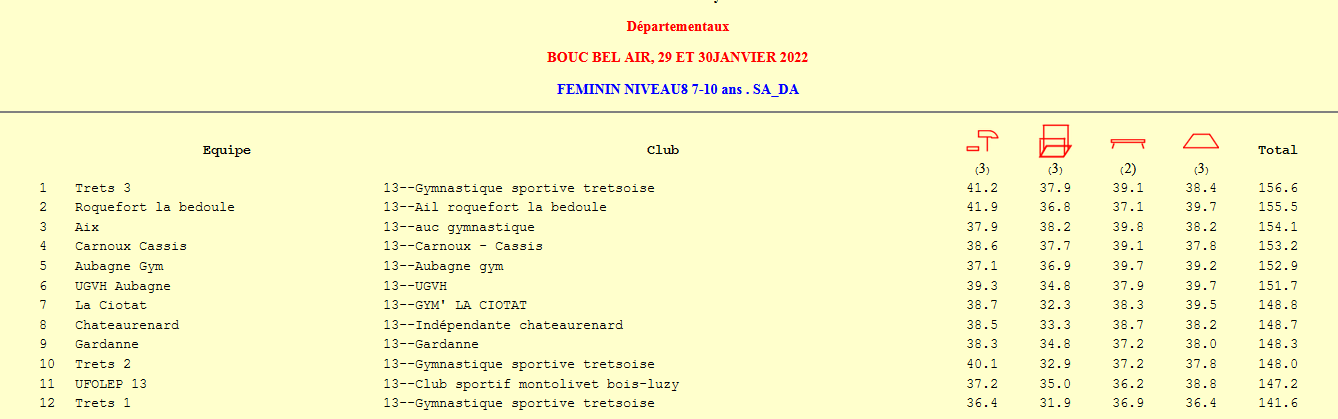 Départementaux
BOUC BEL AIR, 29 ET 30JANVIER 2022
FEMININ NIVEAU8 7-10 ans . SA_DA
Equipe Club Total
(3) (3) (2) (3)
1 Trets 3 13--Gymnastique sportive tretsoise 41.2 37.9 39.1 38.4 156.6
2 Roquefort la bedoule 13--Ail roquefort la bedoule 41.9 36.8 37.1 39.7 155.5
3 Aix 13--auc gymnastique 37.9 38.2 39.8 38.2 154.1
4 Carnoux Cassis 13--Carnoux - Cassis 38.6 37.7 39.1 37.8 153.2
5 Aubagne Gym 13--Aubagne gym 37.1 36.9 39.7 39.2 152.9
6 UGVH Aubagne 13--UGVH 39.3 34.8 37.9 39.7 151.7
7 La Ciotat 13--GYM' LA CIOTAT 38.7 32.3 38.3 39.5 148.8
8 Chateaurenard 13--Indépendante chateaurenard 38.5 33.3 38.7 38.2 148.7
9 Gardanne 13--Gardanne 38.3 34.8 37.2 38.0 148.3
10 Trets 2 13--Gymnastique sportive tretsoise 40.1 32.9 37.2 37.8 148.0
11 UFOLEP 13 13--Club sportif montolivet bois-luzy 37.2 35.0 36.2 38.8 147.2
12 Trets 1 13--Gymnastique sportive tretsoise 36.4 31.9 36.9 36.4 141.6